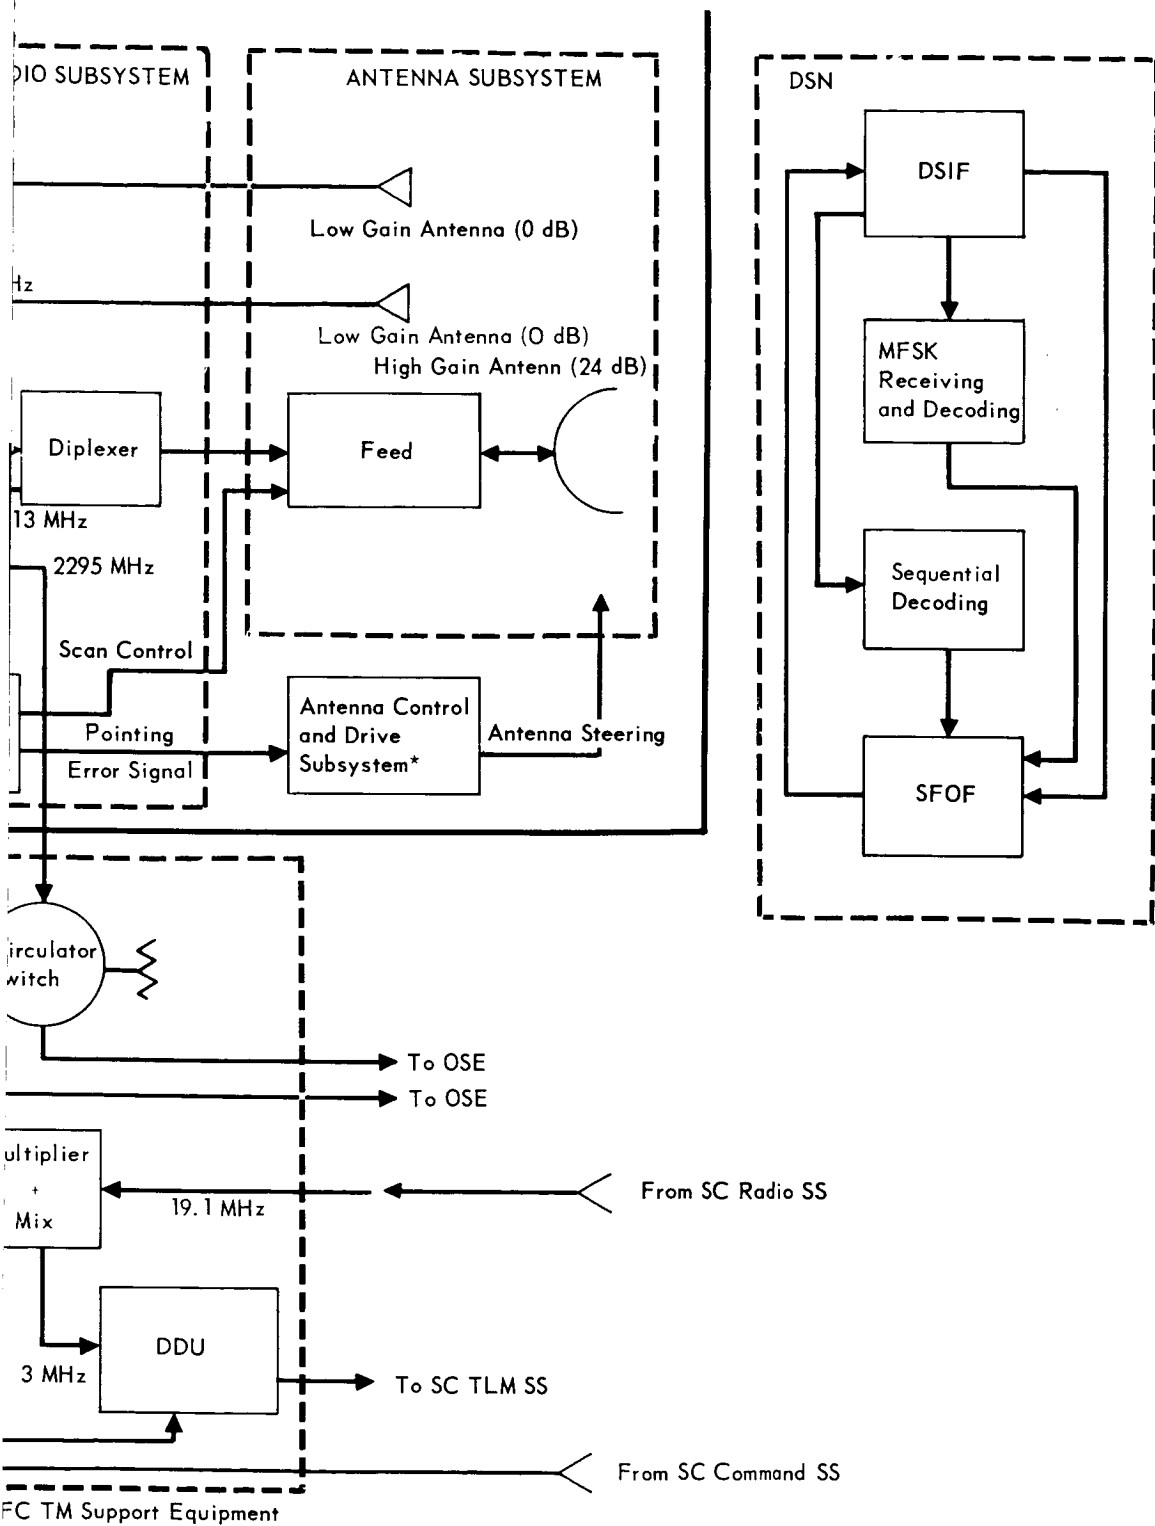 DIO SUBSYSTEM
ANTENNA SUBSYSTEM
Low Gain Antenna (0 dB)
Hz
Low Gain Antenna (0 dB)
High Gain Antenn (24 dB)
Diplexer
Feed
13 MHz
2295 MHz
Scan Control
Pointing
Error Signal
Antenna Control
and Drive
Subsystem*
Antenna Steering
DSN
DSIF
MFSK
Receiving
and Decoding
Sequential
Decoding
SFOF
irculator
witch
To OSE
To OSE
ultiplier
+
Mix
19.1 MHz
From SC Radio SS
DDU
3 MHz
To SC TLM SS
From SC Command SS
FC TM Support Equipment